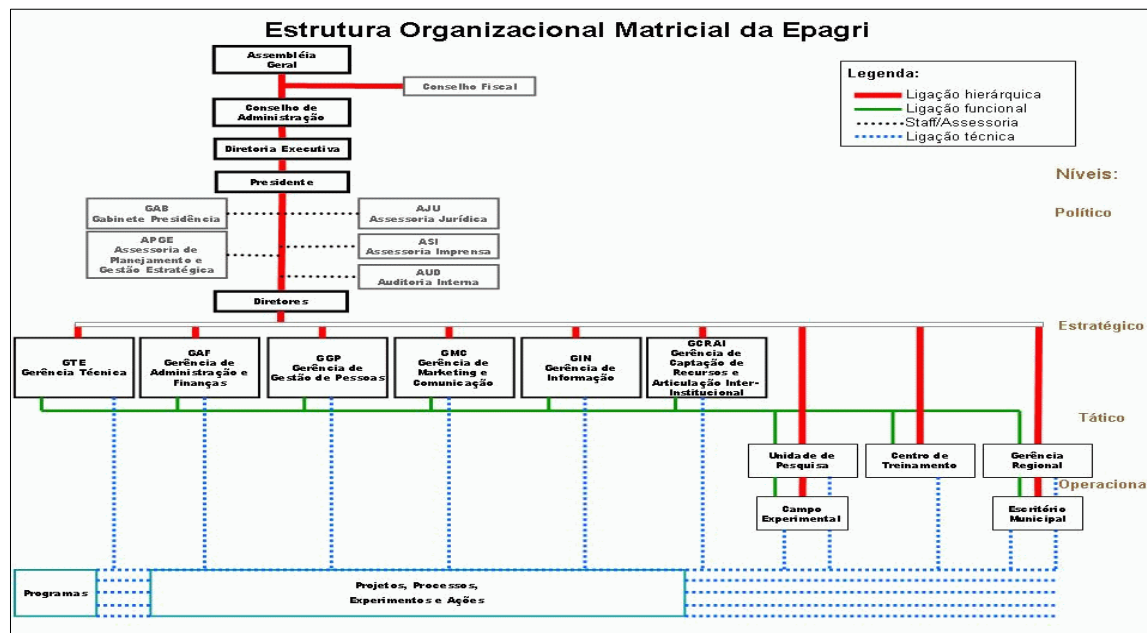 Estrutura Organizacional Matricial da Epagri
Assembléia
Geral
Conselho Fiscal
Legenda:
Ligação hierárquica
Ligação funcional
Staff/Assessoria
Ligação técnica
Conselho de
Administração
Diretoria Executiva
Presidente
Níveis:
Político
GAB
Gabinete Presidência
AJU
Assessoria Jurídica
APGE
Assessoria de
Planejamento e
Gestão Estratégica
ASI
Assessoria Imprensa
AUD
Auditoria Interna
Diretores
Estratégico
GTE
Gerência Técnica
GAF
Gerência de
Administração e
Finanças
GGP
Gerência de
Gestão de Pessoas
GMC
Gerência de
Marketing e
Comunicação
GIN
Gerência de
Informação
GCRAI
Gerência de
Captação de
Recursos e
Articulação Inter-
Institucional
Tático
Unidade de
Pesquisa
Centro de
Treinamento
Gerência
Regional
Operaciona
Campo
Experimental
Escritório
Municipal
Programas
Projetos, Processos,
Experimentos e Ações